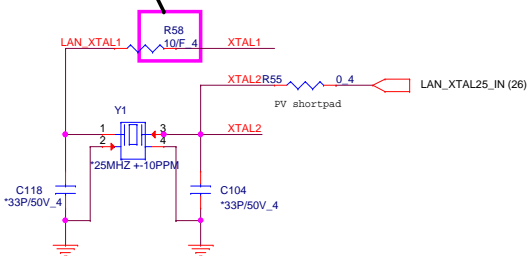 R58
LAN_XTAL1 10/F_4 XTAL1
XTAL2 R55 0_4 LAN_XTAL25_IN (26)
PV shortpad
Y1
XTAL2
1 3
2 4
*25MHZ +-10PPM
C118 C104
*33P/50V_4 *33P/50V_4